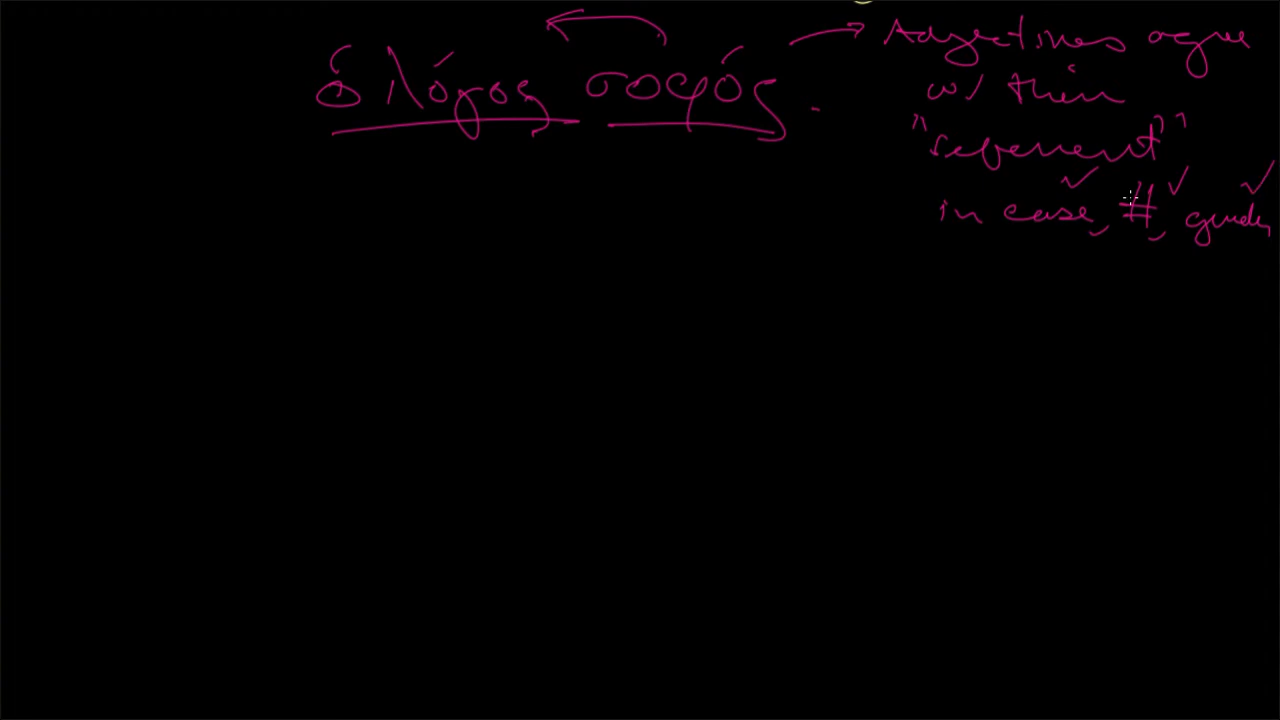 ὁ λόγος σοφός.
Adjectives agree
w/ their
"referent"
in case, #, gender,